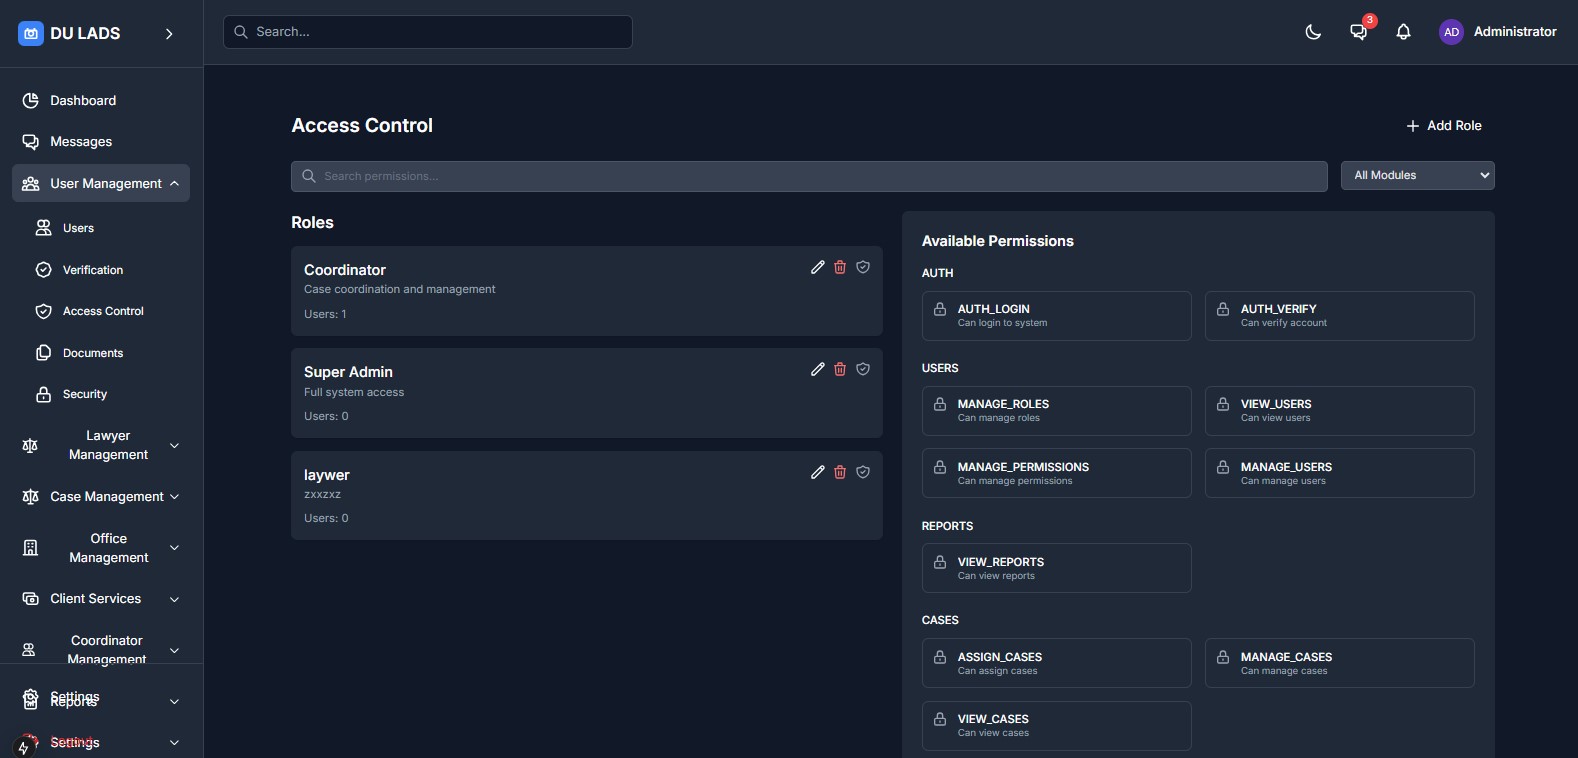 DU LADS
Search...
3
AD
Administrator
Dashboard
Messages
User Management
Users
Verification
Access Control
Documents
Security
Lawyer
Management
Case Management
Office
Management
Client Services
Coordinator
Management
Settings
Reports
Logout
Settings
Access Control
Add Role
Search permissions...
All Modules
Roles
Coordinator
Case coordination and management
Users: 1
Super Admin
Full system access
Users: 0
laywer
zxxzxz
Users: 0
Available Permissions
AUTH
AUTH_LOGIN
Can login to system
AUTH_VERIFY
Can verify account
USERS
MANAGE_ROLES
Can manage roles
VIEW_USERS
Can view users
MANAGE_PERMISSIONS
Can manage permissions
MANAGE_USERS
Can manage users
REPORTS
VIEW_REPORTS
Can view reports
CASES
ASSIGN_CASES
Can assign cases
MANAGE_CASES
Can manage cases
VIEW_CASES
Can view cases